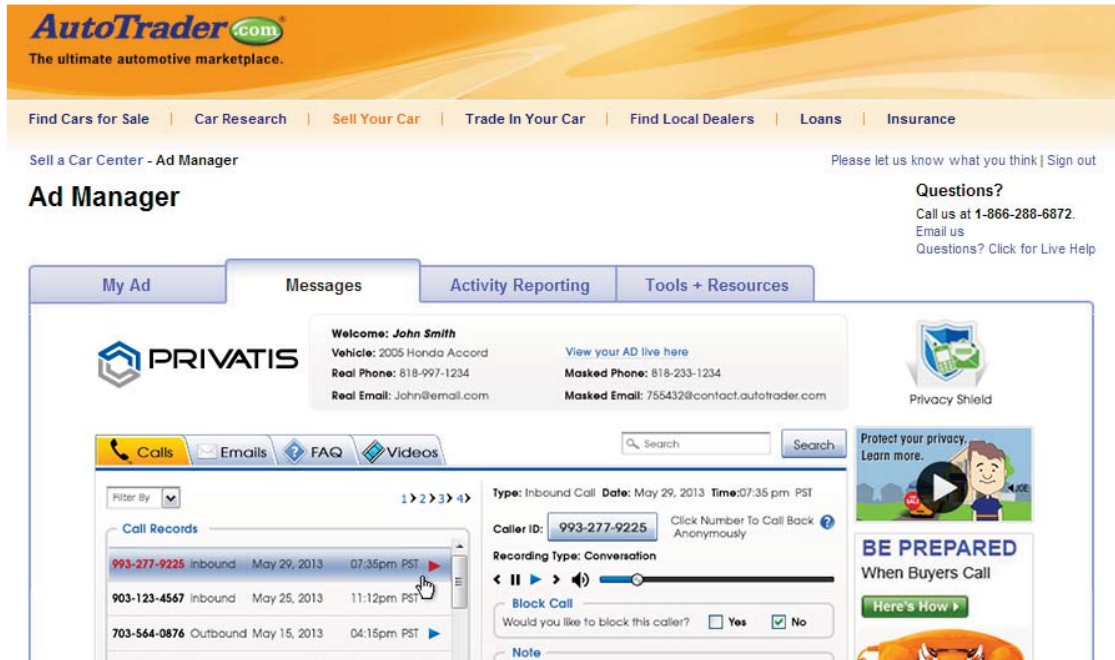 AutoTrader.com
The ultimate automotive marketplace.
Find Cars for Sale | Car Research | Sell Your Car | Trade In Your Car | Find Local Dealers | Loans | Insurance
Sell a Car Center - Ad Manager
Please let us know what you think | Sign out
Ad Manager
Questions?
Call us at 1-866-288-6872.
Email us
Questions? Click for Live Help
My Ad
Messages
Activity Reporting
Tools + Resources
PRIVATIS
Welcome: John Smith
Vehicle: 2005 Honda Accord
View your AD live here
Real Phone: 818-997-1234
Masked Phone: 818-233-1234
Real Email: John@email.com
Masked Email: 755432@contact.autotrader.com
Privacy Shield
Calls
Emails
FAQ
Videos
Search
Search
Filter By
1 > 2 > 3 > 4 >
Call Records
993-277-9225 Inbound May 29, 2013 07:35pm PST
903-123-4567 Inbound May 25, 2013 11:12pm PST
703-564-0876 Outbound May 15, 2013 04:15pm PST
Type: Inbound Call Date: May 29, 2013 Time:07:35 pm PST
Caller ID: 993-277-9225
Click Number To Call Back
Anonymously
Recording Type: Conversation
Block Call
Would you like to block this caller? Yes No
Note
Protect your privacy.
Learn more.
JOE
SALE
BE PREPARED
When Buyers Call
Here's How